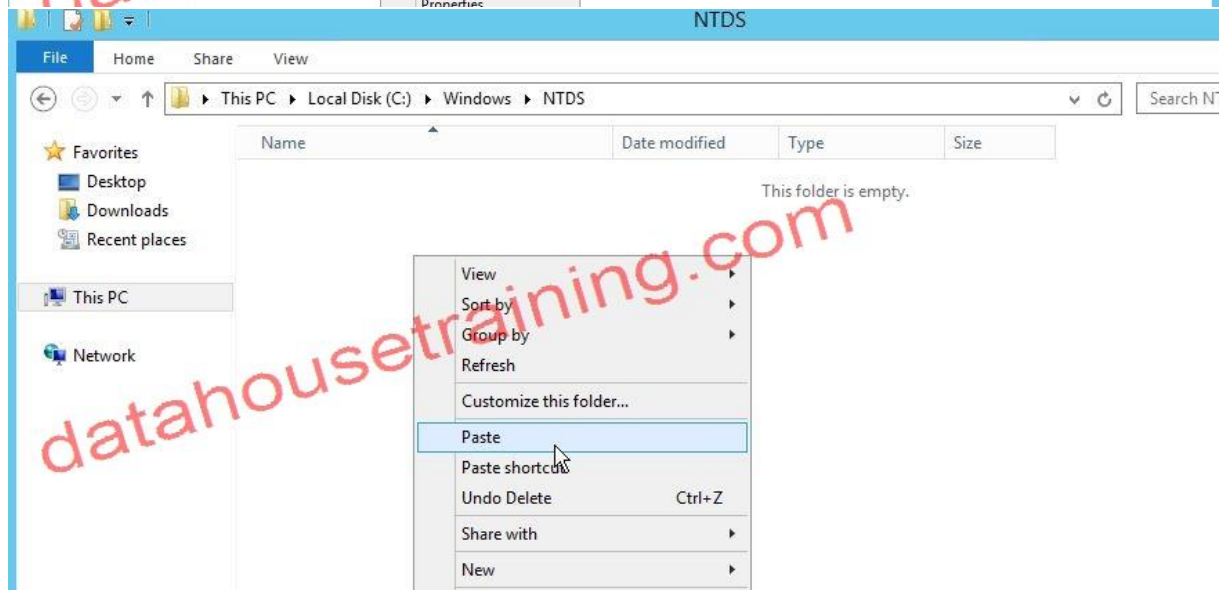 Properties
NTDS
File Home Share View
This PC Local Disk (C:) Windows NTDS Search NT
Name Date modified Type Size
Favorites
Desktop
Downloads
Recent places
This PC
Network
This folder is empty.
View
Sort by
Group by
Refresh
Customize this folder...
Paste
Paste shortcut
Undo Delete Ctrl+Z
Share with
New
datahousetraining.com